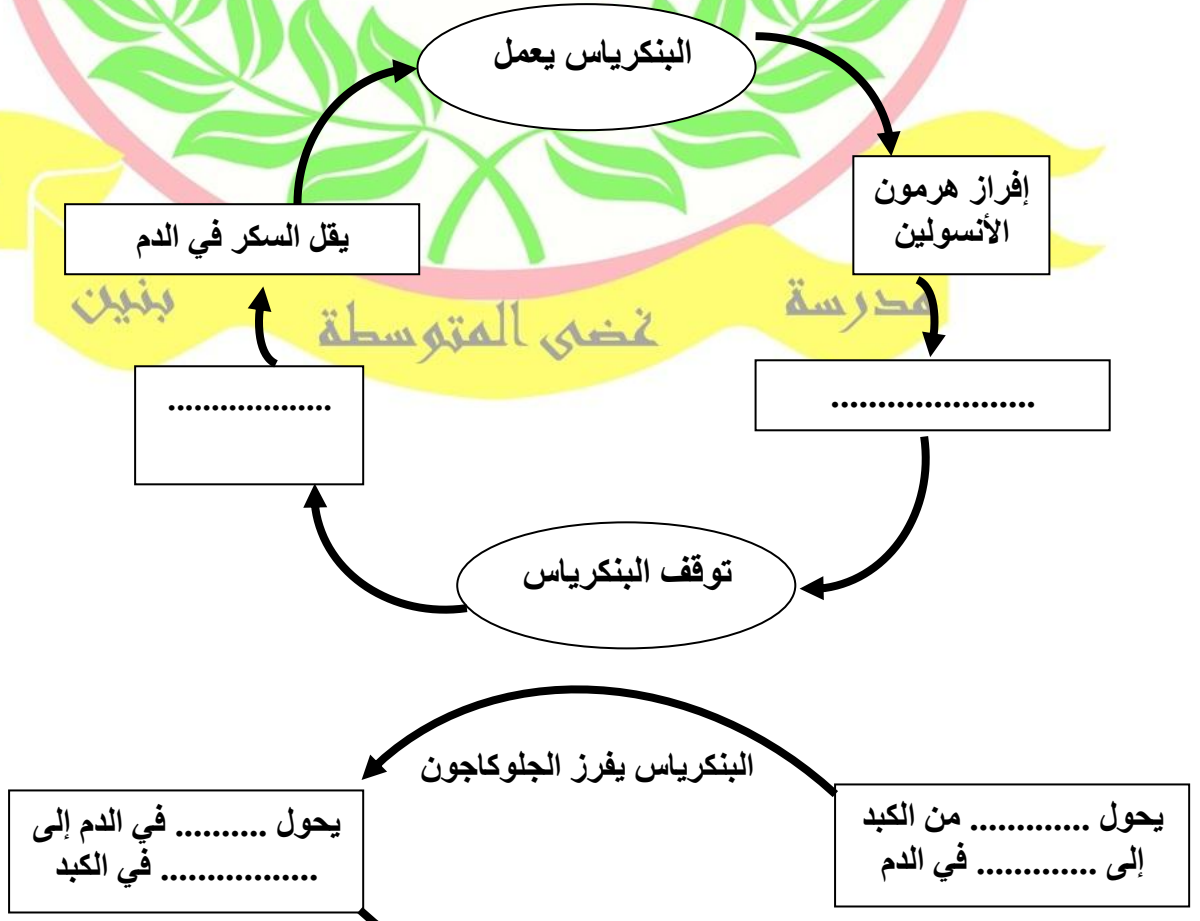 البنكرياس يعمل
إفراز هرمون
الأنسولين
يقل السكر في الدم
مدرسة
غضى المتوسطة
بنين
......................
...................
توقف البنكرياس
البنكرياس يفرز الجلوكاجون
يحول ............. من الكبد
إلى ............. في الدم
يحول .......... في الدم إلى
................. في الكبد